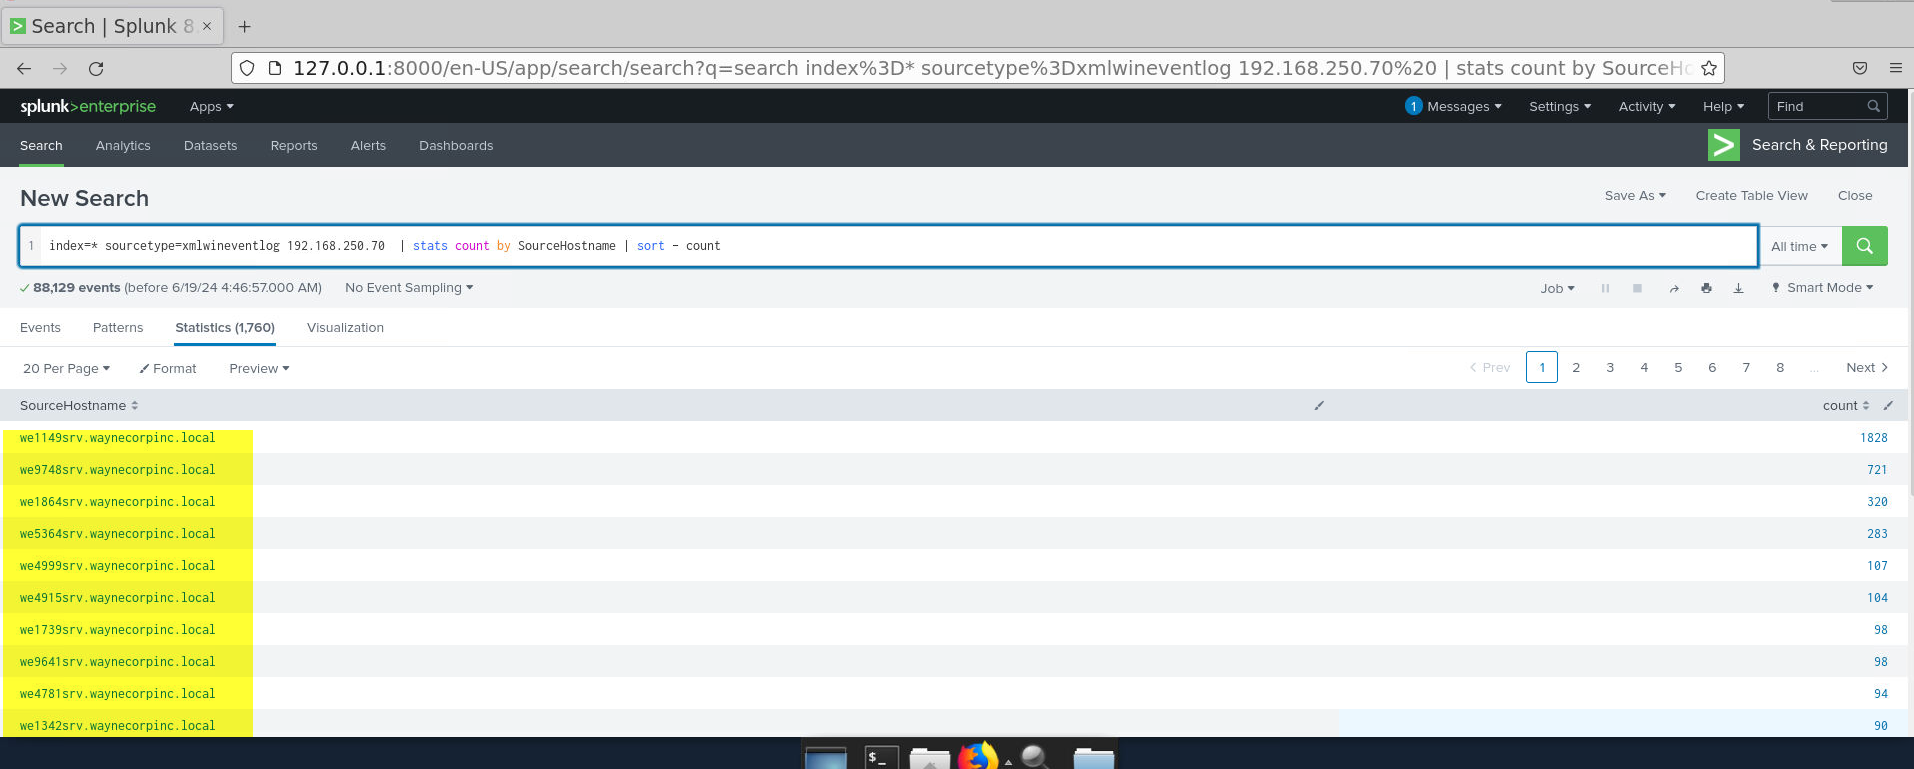 Search | Splunk 8. × +
127.0.0.1:8000/en-US/app/search/search?q=search index%3D* sourcetype%3Dxmlwineventlog 192.168.250.70%20 | stats count by SourceHo
splunk>enterprise Apps 1 Messages Settings Activity Help Find
Search Analytics Datasets Reports Alerts Dashboards > Search & Reporting
New Search Save As Create Table View Close
1 index=* sourcetype=xmlwineventlog 192.168.250.70 | stats count by SourceHostname | sort - count All time
88,129 events (before 6/19/24 4:46:57.000 AM) No Event Sampling Job Smart Mode
Events Patterns Statistics (1,760) Visualization
20 Per Page Format Preview < Prev 1 2 3 4 5 6 7 8 ... Next >
SourceHostname count
we1149srv.waynecorpinc.local 1828
we9748srv.waynecorpinc.local 721
we1864srv.waynecorpinc.local 320
we5364srv.waynecorpinc.local 283
we4999srv.waynecorpinc.local 107
we4915srv.waynecorpinc.local 104
we1739srv.waynecorpinc.local 98
we9641srv.waynecorpinc.local 98
we4781srv.waynecorpinc.local 94
we1342srv.waynecorpinc.local 90
$_